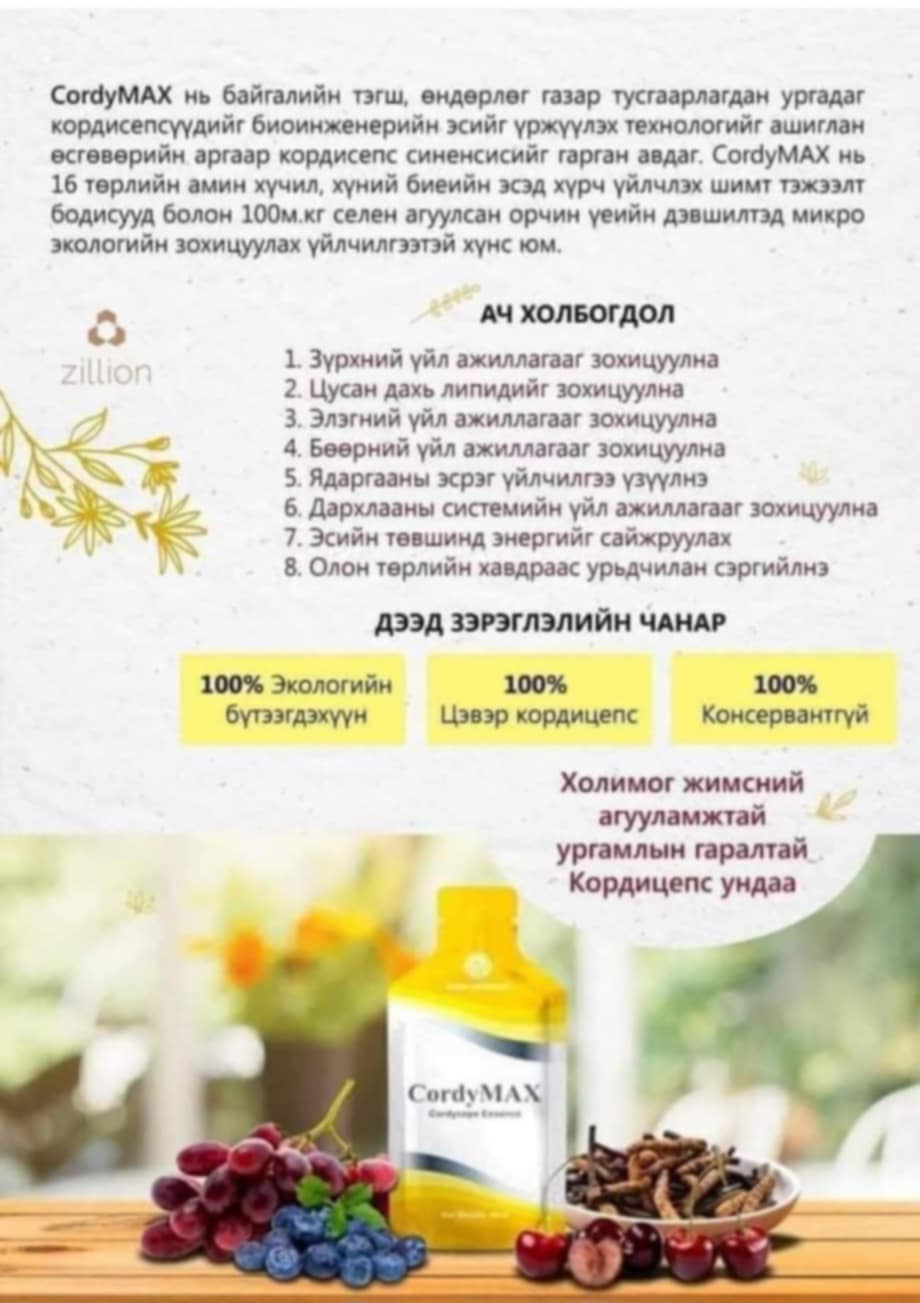 CordyMAX нь байгалийн тэгш, өндөрлөг газар тусгаарлагдан ургадаг
кордисепсүүдийг биоинженерийн эсийг үржүүлэх технологийг ашиглан
өсгөвөрийн аргаар кордисепс синенсисийг гарган авдаг. CordyMAX нь
16 төрлийн амин хүчил, хүний биеийн эсэд хүрч үйлчлэх шимт тэжээлт
бодисууд болон 100м.кг селен агуулсан орчин үеийн дэвшилтэд микро
экологийн зохицуулах үйлчилгээтэй хүнс юм.
АЧ ХОЛБОГДОЛ
zillion
1. Зүрхний үйл ажиллагааг зохицуулна
2. Цусан дахь липидийг зохицуулна
3. Элэгний үйл ажиллагааг зохицуулна
4. Бөөрний үйл ажиллагааг зохицуулна
5. Ядаргааны эсрэг үйлчилгээ үзүүлнэ
6. Дархлааны системийн үйл ажиллагааг зохицуулна
7. Эсийн төвшинд энергийг сайжруулах
8. Олон төрлийн хавдраас урьдчилан сэргийлнэ
ДЭЭД ЗЭРЭГЛЭЛИЙН ЧАНАР
100% Экологийн
бүтээгдэхүүн
100%
Цэвэр кордицепс
100%
Консервантгүй
Холимог жимсний
агууламжтай
ургамлын гаралтай
Кордицепс ундаа
CordyMAX
Cordyceps Essence